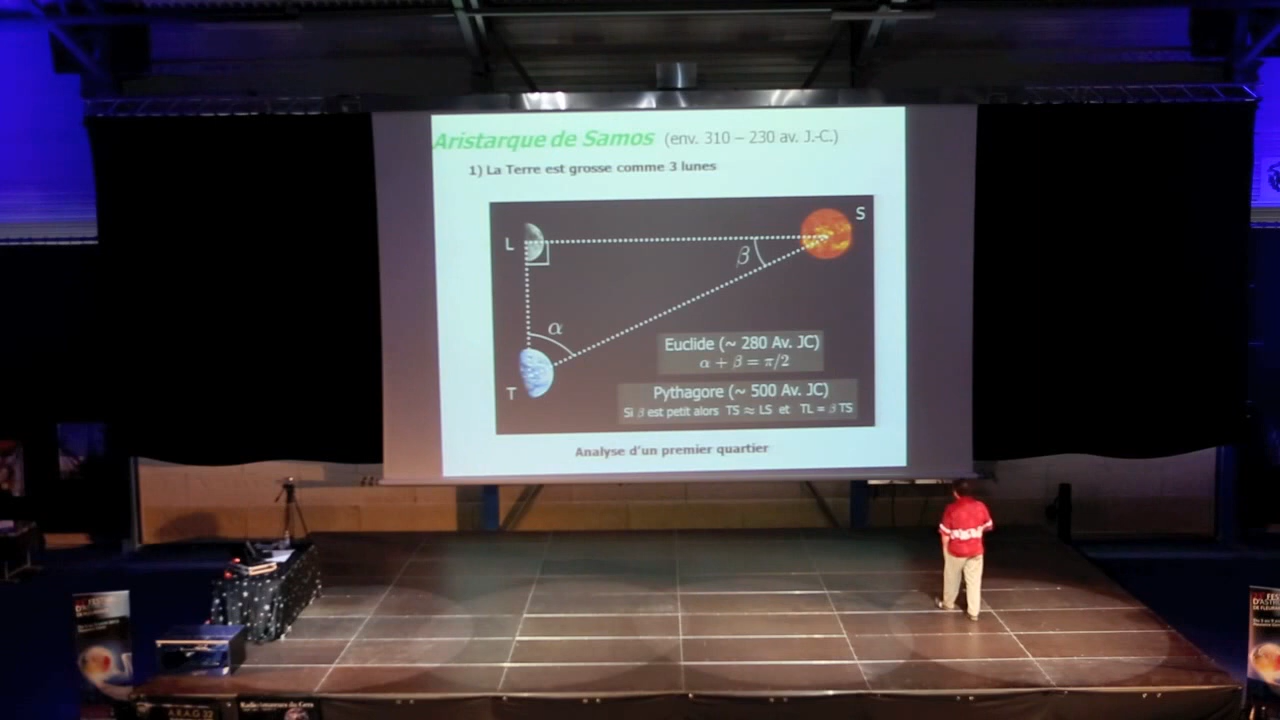 Aristarque de Samos (env. 310 – 230 av. J.-C.)
1) La Terre est grosse comme 3 lunes
S
L
β
α
Euclide (~ 280 Av. JC)
α + β = π/2
T
Pythagore (~ 500 Av. JC)
Si β est petit alors TS ≈ LS et TL = β TS
Analyse d'un premier quartier
A.R.A.G 32